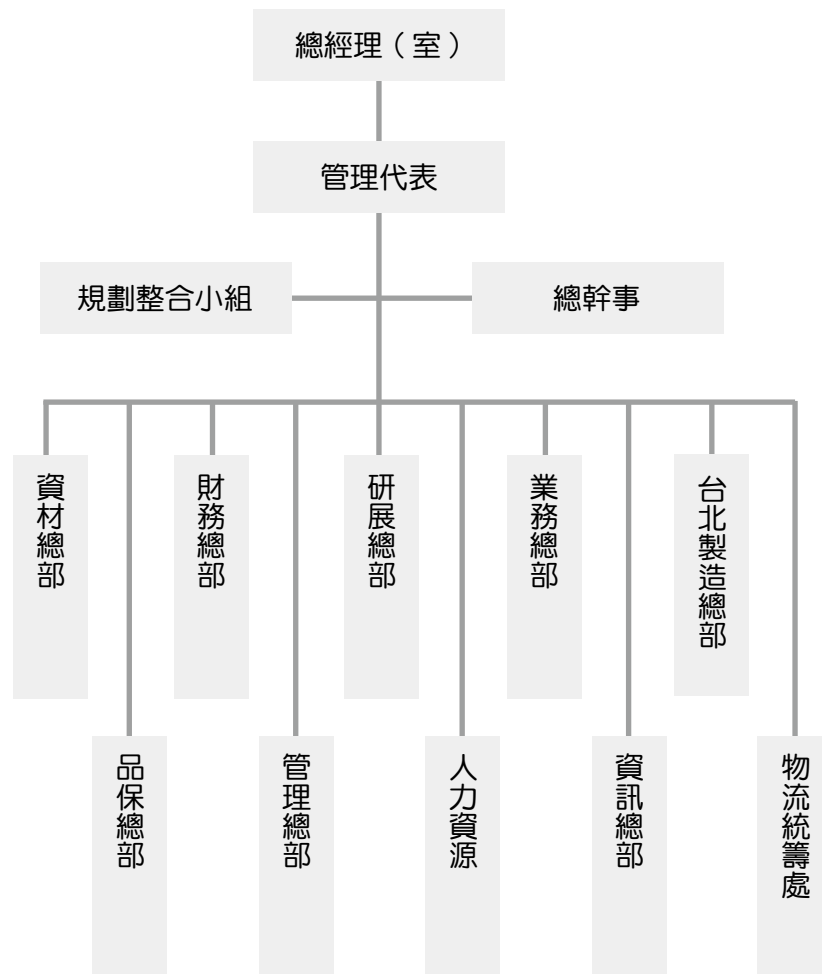 總經理（室）
管理代表
規劃整合小組
總幹事
資材總部
財務總部
研展總部
業務總部
台北製造總部
品保總部
管理總部
人力資源
資訊總部
物流統籌處